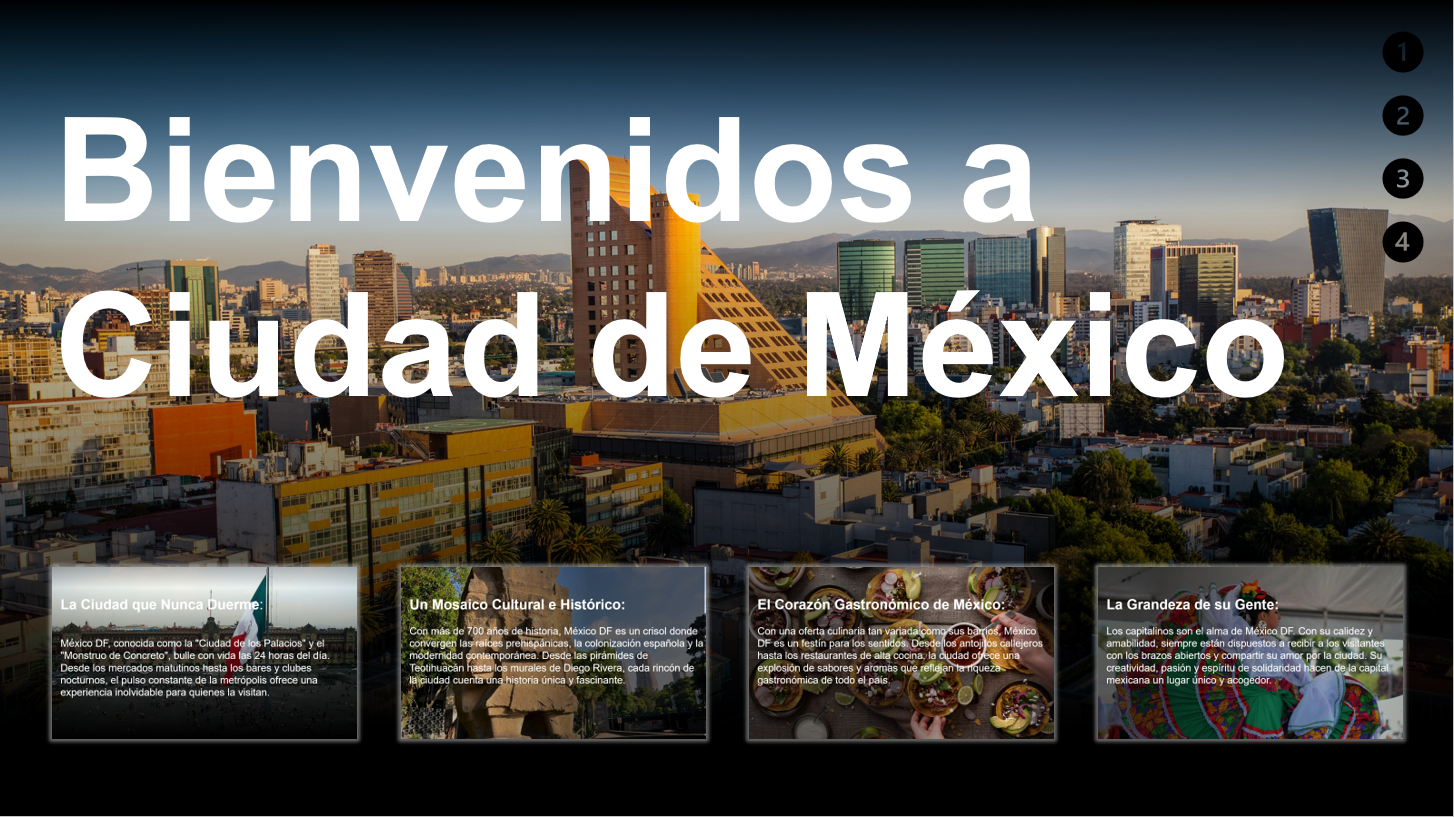 Bienvenidos a
Ciudad de México
1
2
3
4
La Ciudad que Nunca Duerme:
México DF, conocida como la "Ciudad de los Palacios" y el
"Monstruo de Concreto", bulle con vida las 24 horas del día.
Desde los mercados matutinos hasta los bares y clubes
nocturnos, el pulso constante de la metrópolis ofrece una
experiencia inolvidable para quienes la visitan.
Un Mosaico Cultural e Histórico:
Con más de 700 años de historia, México DF es un crisol donde
convergen las raíces prehispánicas, la colonización española y la
modernidad contemporánea. Desde las pirámides de
Teotihuacán hasta los murales de Diego Rivera, cada rincón de
la ciudad cuenta una historia única y fascinante.
El Corazón Gastronómico de México:
Con una oferta culinaria tan variada como sus barrios, México
DF es un festín para los sentidos. Desde los antojitos callejeros
hasta los restaurantes de alta cocina, la ciudad ofrece una
explosión de sabores y aromas que reflejan la riqueza
gastronómica de todo el país.
La Grandeza de su Gente:
Los capitalinos son el alma de México DF. Con su calidez y
amabilidad, siempre están dispuestos a recibir a los visitantes
con los brazos abiertos y compartir su amor por la ciudad. Su
creatividad, pasión y espíritu de solidaridad hacen de la capital
mexicana un lugar único y acogedor.